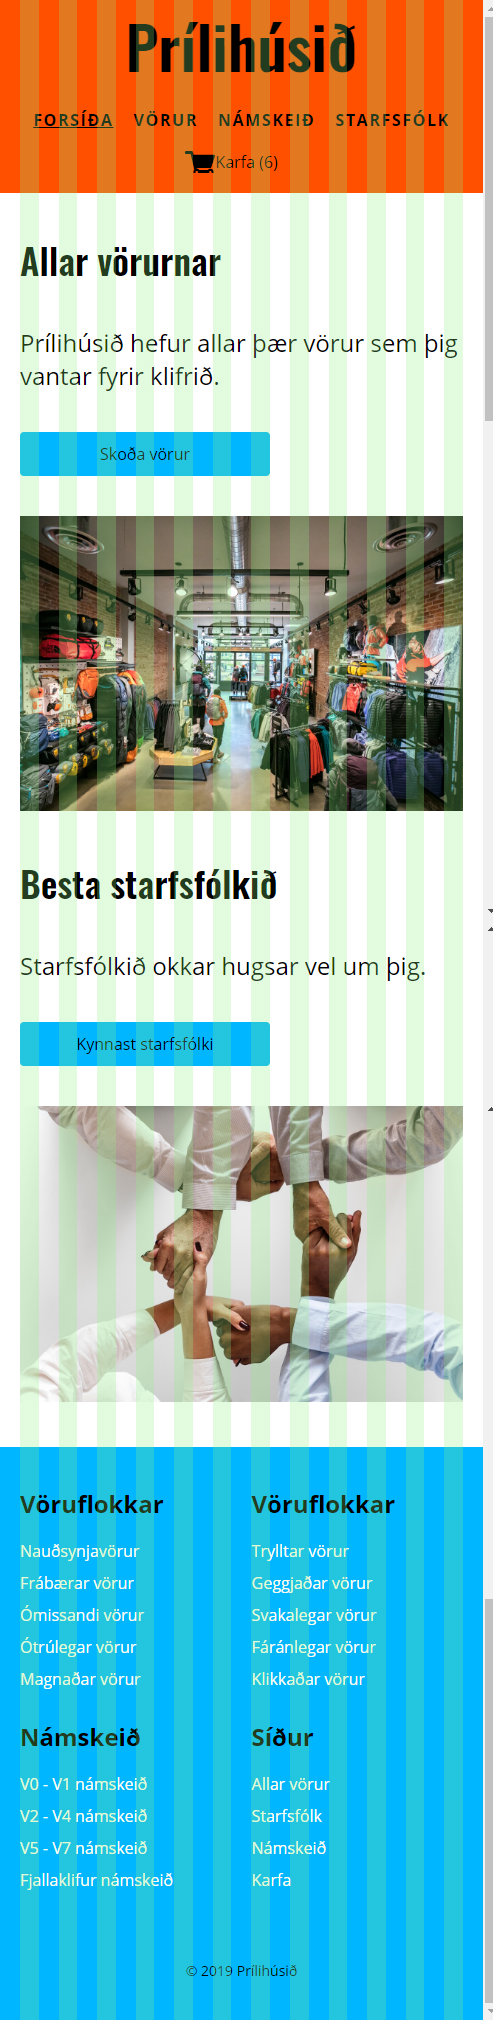 Prílihúsið
FORSÍÐA VÖRUR NÁMSKEIÐ STARFSFÓLK
Karfa (6)
Allar vörurnar
Prílihúsið hefur allar þær vörur sem þig
vantar fyrir klifrið.
Skoða vörur
Besta starfsfólkið
Starfsfólkið okkar hugsar vel um þig.
Kynnast starfsfólki
Vöruflokkar
Nauðsynjavörur
Frábærar vörur
Ómissandi vörur
Ótrúlegar vörur
Magnaðar vörur
Vöruflokkar
Trylltar vörur
Geggjaðar vörur
Svakalegar vörur
Fáránlegar vörur
Klikkaðar vörur
Námskeið
V0 - V1 námskeið
V2 - V4 námskeið
V5 - V7 námskeið
Fjallaklifur námskeið
Síður
Allar vörur
Starfsfólk
Námskeið
Karfa
© 2019 Prílihúsið